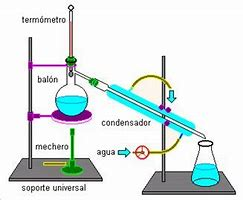 termómetro
balón
condensador
mechero
agua
soporte universal